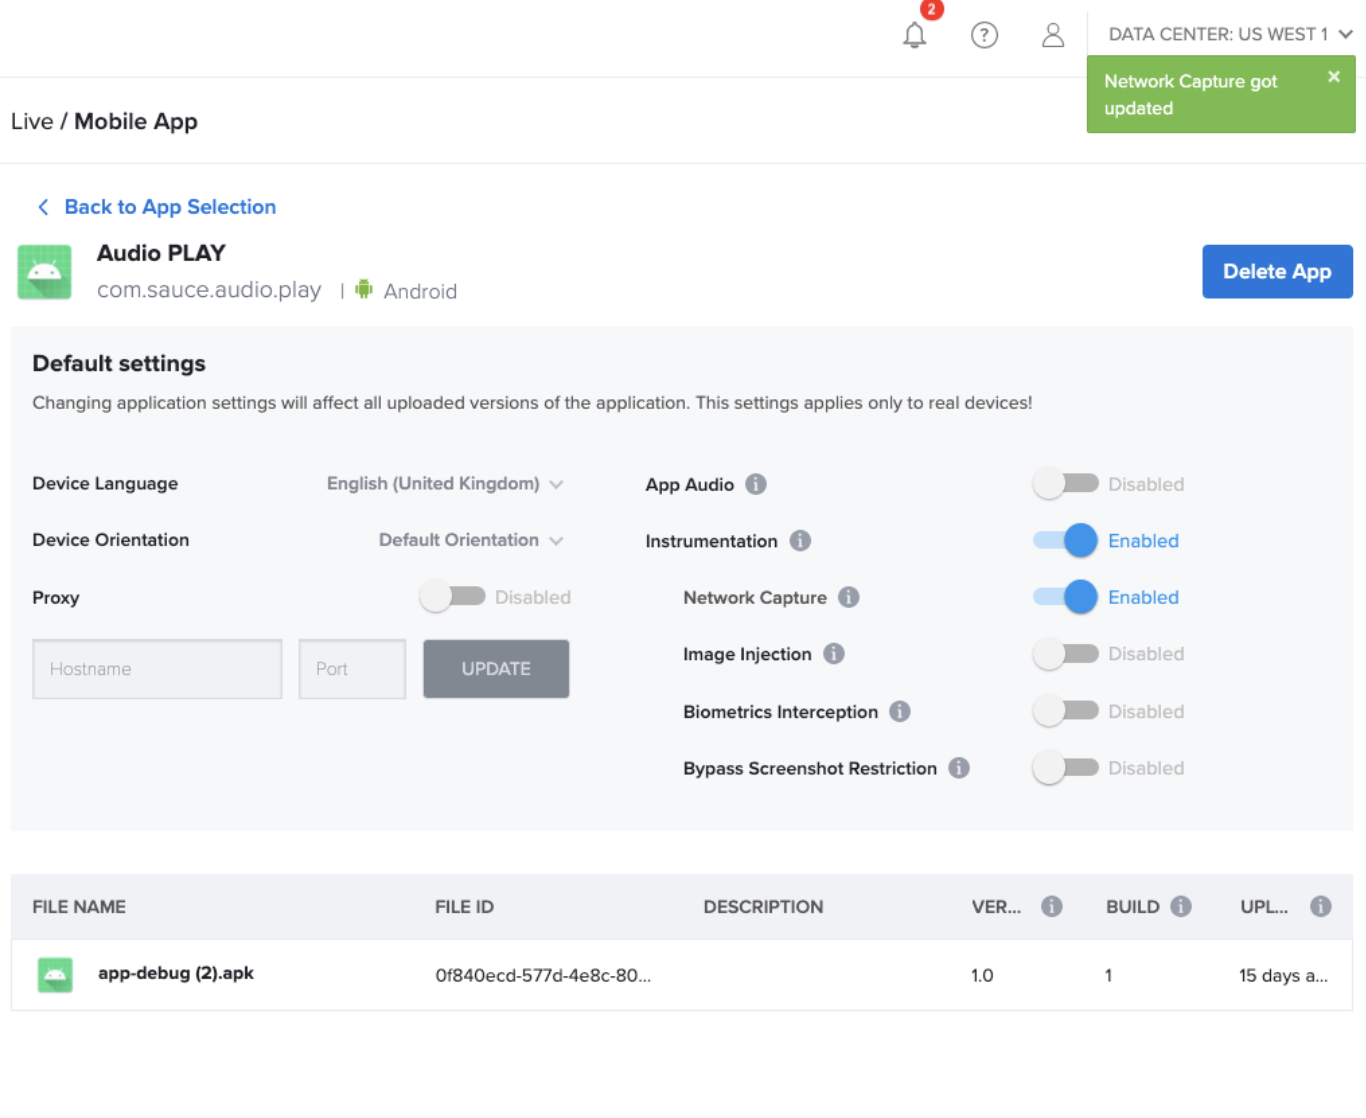 2
DATA CENTER: US WEST 1
Network Capture got
updated
Live / Mobile App
Back to App Selection
Audio PLAY
com.sauce.audio.play | Android
Delete App
Default settings
Changing application settings will affect all uploaded versions of the application. This settings applies only to real devices!
Device Language English (United Kingdom)
App Audio Disabled
Device Orientation Default Orientation
Instrumentation Enabled
Proxy Disabled
Network Capture Enabled
Hostname Port UPDATE
Image Injection Disabled
Biometrics Interception Disabled
Bypass Screenshot Restriction Disabled
FILE NAME FILE ID DESCRIPTION VER... BUILD UPL...
app-debug (2).apk 0f840ecd-577d-4e8c-80... 1.0 1 15 days a...